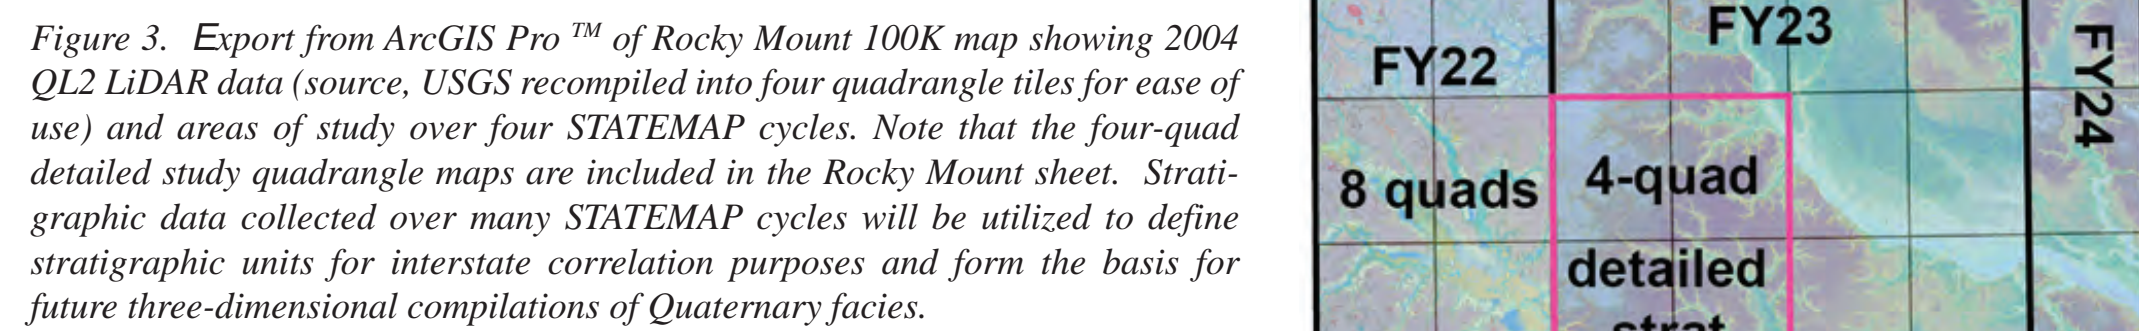 Figure 3. Export from ArcGIS Pro ™ of Rocky Mount 100K map showing 2004
QL2 LiDAR data (source, USGS recompiled into four quadrangle tiles for ease of
use) and areas of study over four STATEMAP cycles. Note that the four-quad
detailed study quadrangle maps are included in the Rocky Mount sheet. Strati-
graphic data collected over many STATEMAP cycles will be utilized to define
stratigraphic units for interstate correlation purposes and form the basis for
future three-dimensional compilations of Quaternary facies.
FY22
FY23
FY24
8 quads
4-quad
detailed
strat